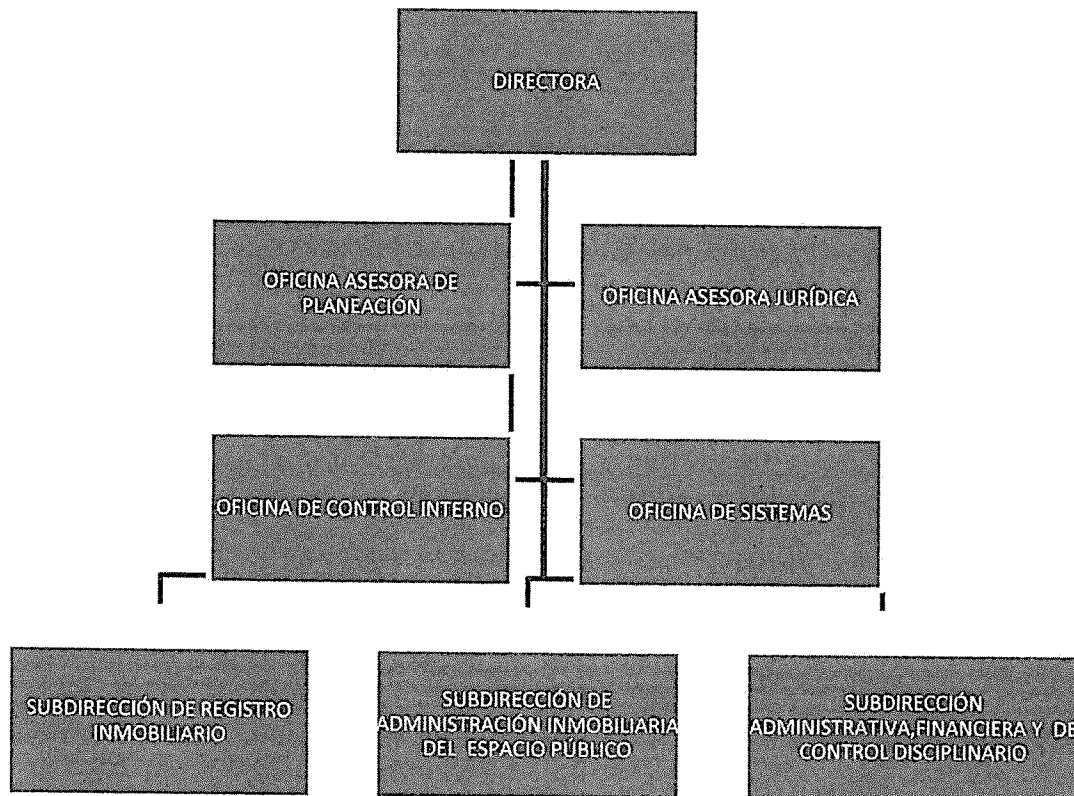 DIRECTORA
OFICINA ASESORA DE
PLANEACIÓN
OFICINA ASESORA JURÍDICA
OFICINA DE CONTROL INTERNO
OFICINA DE SISTEMAS
SUBDIRECCIÓN DE REGISTRO
INMOBILIARIO
SUBDIRECCIÓN DE
ADMINISTRACIÓN INMOBILIARIA
DEL ESPACIO PÚBLICO
SUBDIRECCIÓN
ADMINISTRATIVA,FINANCIERA Y DE
CONTROL DISCIPLINARIO